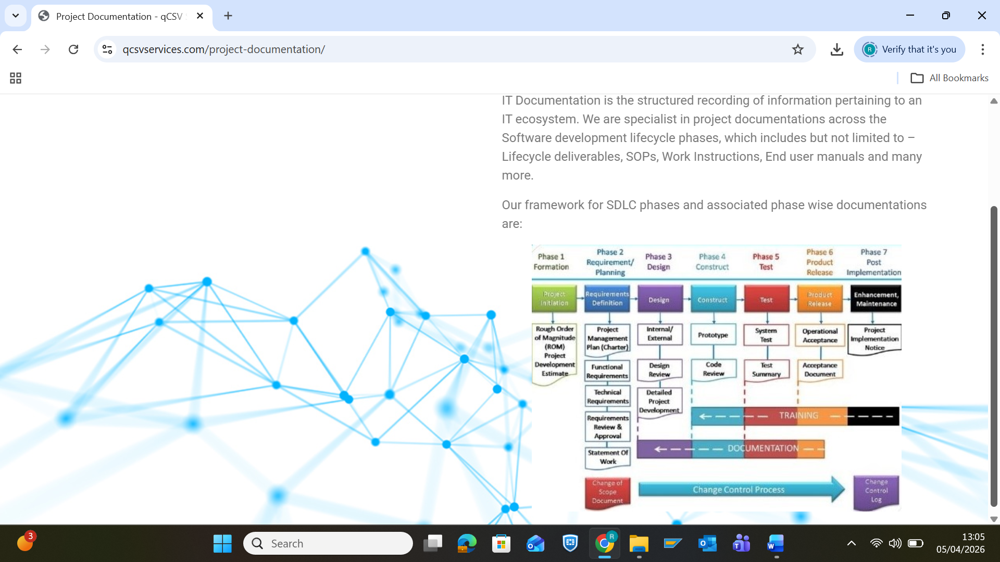 Project Documentation - qCSV
qcsvservices.com/project-documentation/
R
Verify that it's you
All Bookmarks
IT Documentation is the structured recording of information pertaining to an
IT ecosystem. We are specialist in project documentations across the
Software development lifecycle phases, which includes but not limited to –
Lifecycle deliverables, SOPs, Work Instructions, End user manuals and many
more.
Our framework for SDLC phases and associated phase wise documentations
are:
Phase 1
Formation
Phase 2
Requirement/
Planning
Phase 3
Design
Phase 4
Construct
Phase 5
Test
Phase 6
Product
Release
Phase 7
Post
Implementation
Project
Initiation
Requirements
Definition
Design
Construct
Test
Product
Release
Enhancement,
Maintenance
Rough Order
of Magnitude
(ROM)
Project
Development
Estimate
Project
Management
Plan (Charter)
Functional
Requirements
Technical
Requirements
Requirements
Review &
Approval
Statement Of
Work
Internal/
External
Design
Review
Detailed
Project
Development
Prototype
Code
Review
System
Test
Test
Summary
Operational
Acceptance
Acceptance
Document
Project
Implementation
Notice
TRAINING
DOCUMENTATION
Change of
Scope
Document
Change Control Process
Change
Control
Log
3
Search
R
13:05
05/04/2026